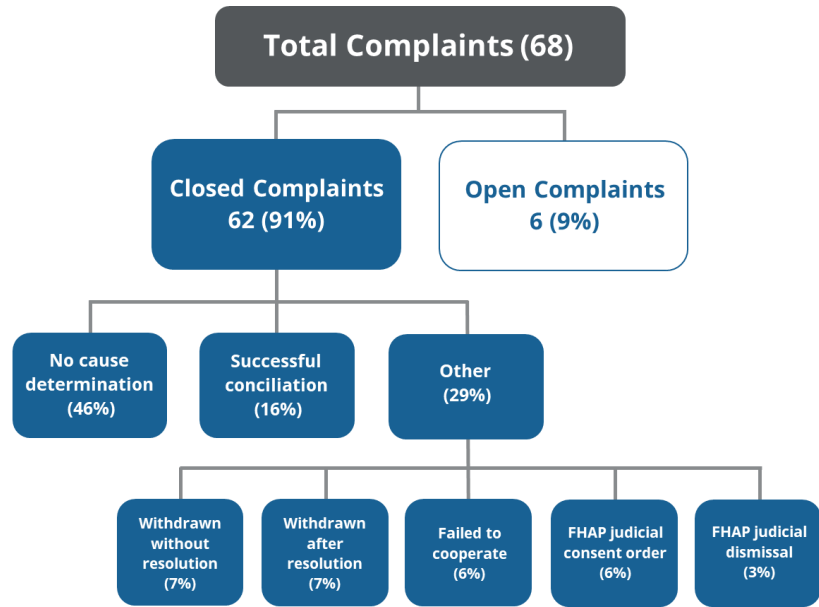 Total Complaints (68)
Closed Complaints
62 (91%)
Open Complaints
6 (9%)
No cause
determination
(46%)
Successful
conciliation
(16%)
Other
(29%)
Withdrawn
without
resolution
(7%)
Withdrawn
after
resolution
(7%)
Failed to
cooperate
(6%)
FHAP judicial
consent order
(6%)
FHAP judicial
dismissal
(3%)